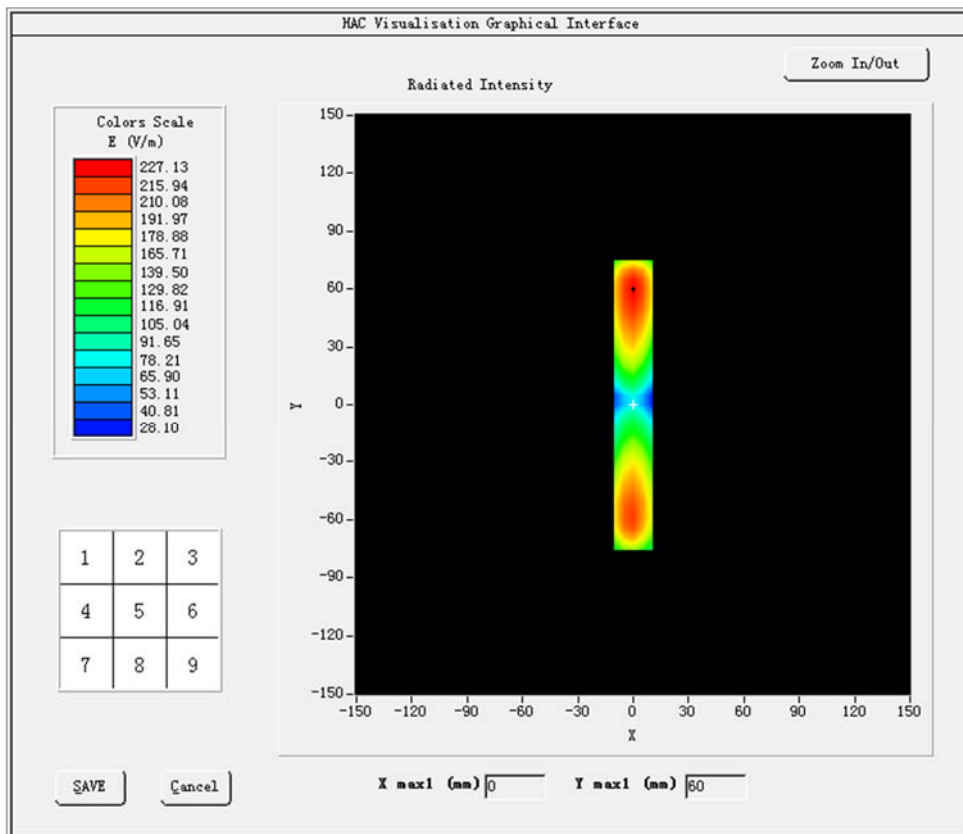 HAC Visualisation Graphical Interface
Zoom In/Out
Radiated Intensity
Colors Scale
E (V/m)
227.13
215.94
210.08
191.97
178.88
165.71
139.50
129.82
116.91
105.04
91.65
78.21
65.90
53.11
40.81
28.10
1 2 3
4 5 6
7 8 9
150
120
90
60
30
0
-30
-60
-90
-120
-150
Y
-150 -120 -90 -60 -30 0 30 60 90 120 150
X
SAVE Cancel X max1 (mm) 0 Y max1 (mm) 60